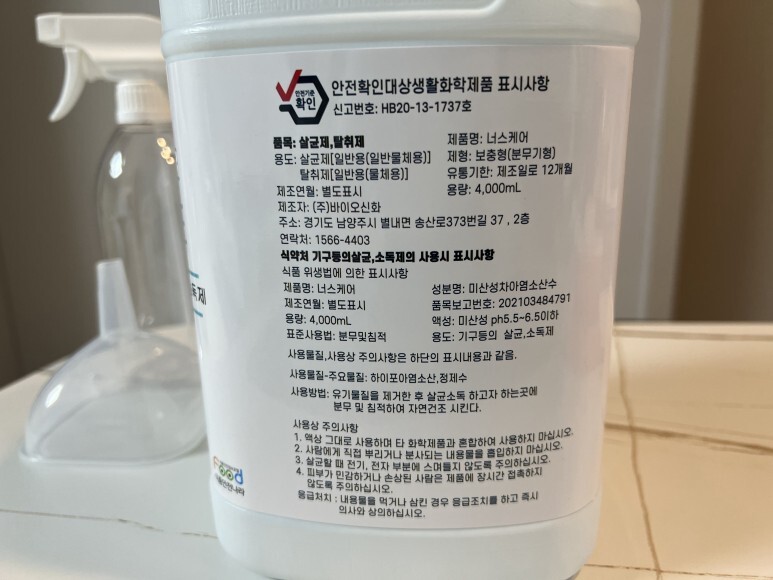 안전기준
확인
안전확인대상생활화학제품 표시사항
신고번호: HB20-13-1737호
품목: 살균제,탈취제
제품명: 너스케어
용도: 살균제[일반용(일반물체용)]
제형: 보충형(분무기형)
탈취제[일반용(물체용)]
유통기한: 제조일로 12개월
제조연월: 별도표시
용량: 4,000mL
제조자: (주)바이오신화
주소: 경기도 남양주시 별내면 송산로373번길 37 , 2층
연락처: 1566-4403
식약처 기구등의살균,소독제의 사용시 표시사항
식품 위생법에 의한 표시사항
제품명: 너스케어
성분명: 미산성차아염소산수
제조연월: 별도표시
품목보고번호: 202103484791
용량: 4,000mL
액성: 미산성 ph5.5~6.5이하
표준사용법: 분무및침적
용도: 기구등의 살균,소독제
사용물질,사용상 주의사항은 하단의 표시내용과 같음.
사용물질-주요물질: 하이포아염소산,정제수
사용방법: 유기물질을 제거한 후 살균소독 하고자 하는곳에
분무 및 침적하여 자연건조 시킨다.
사용상 주의사항
1. 액상 그대로 사용하며 타 화학제품과 혼합하여 사용하지 마십시오.
2. 사람에게 직접 뿌리거나 분사되는 내용물을 흡입하지 마십시오.
3. 살균할 때 전기, 전자 부분에 스며들지 않도록 주의하십시오.
4. 피부가 민감하거나 손상된 사람은 제품에 장시간 접촉하지
않도록 주의하십시오.
응급처치 : 내용물을 먹거나 삼킨 경우 응급조치를 하고 즉시
의사와 상의하십시오.
독제
food